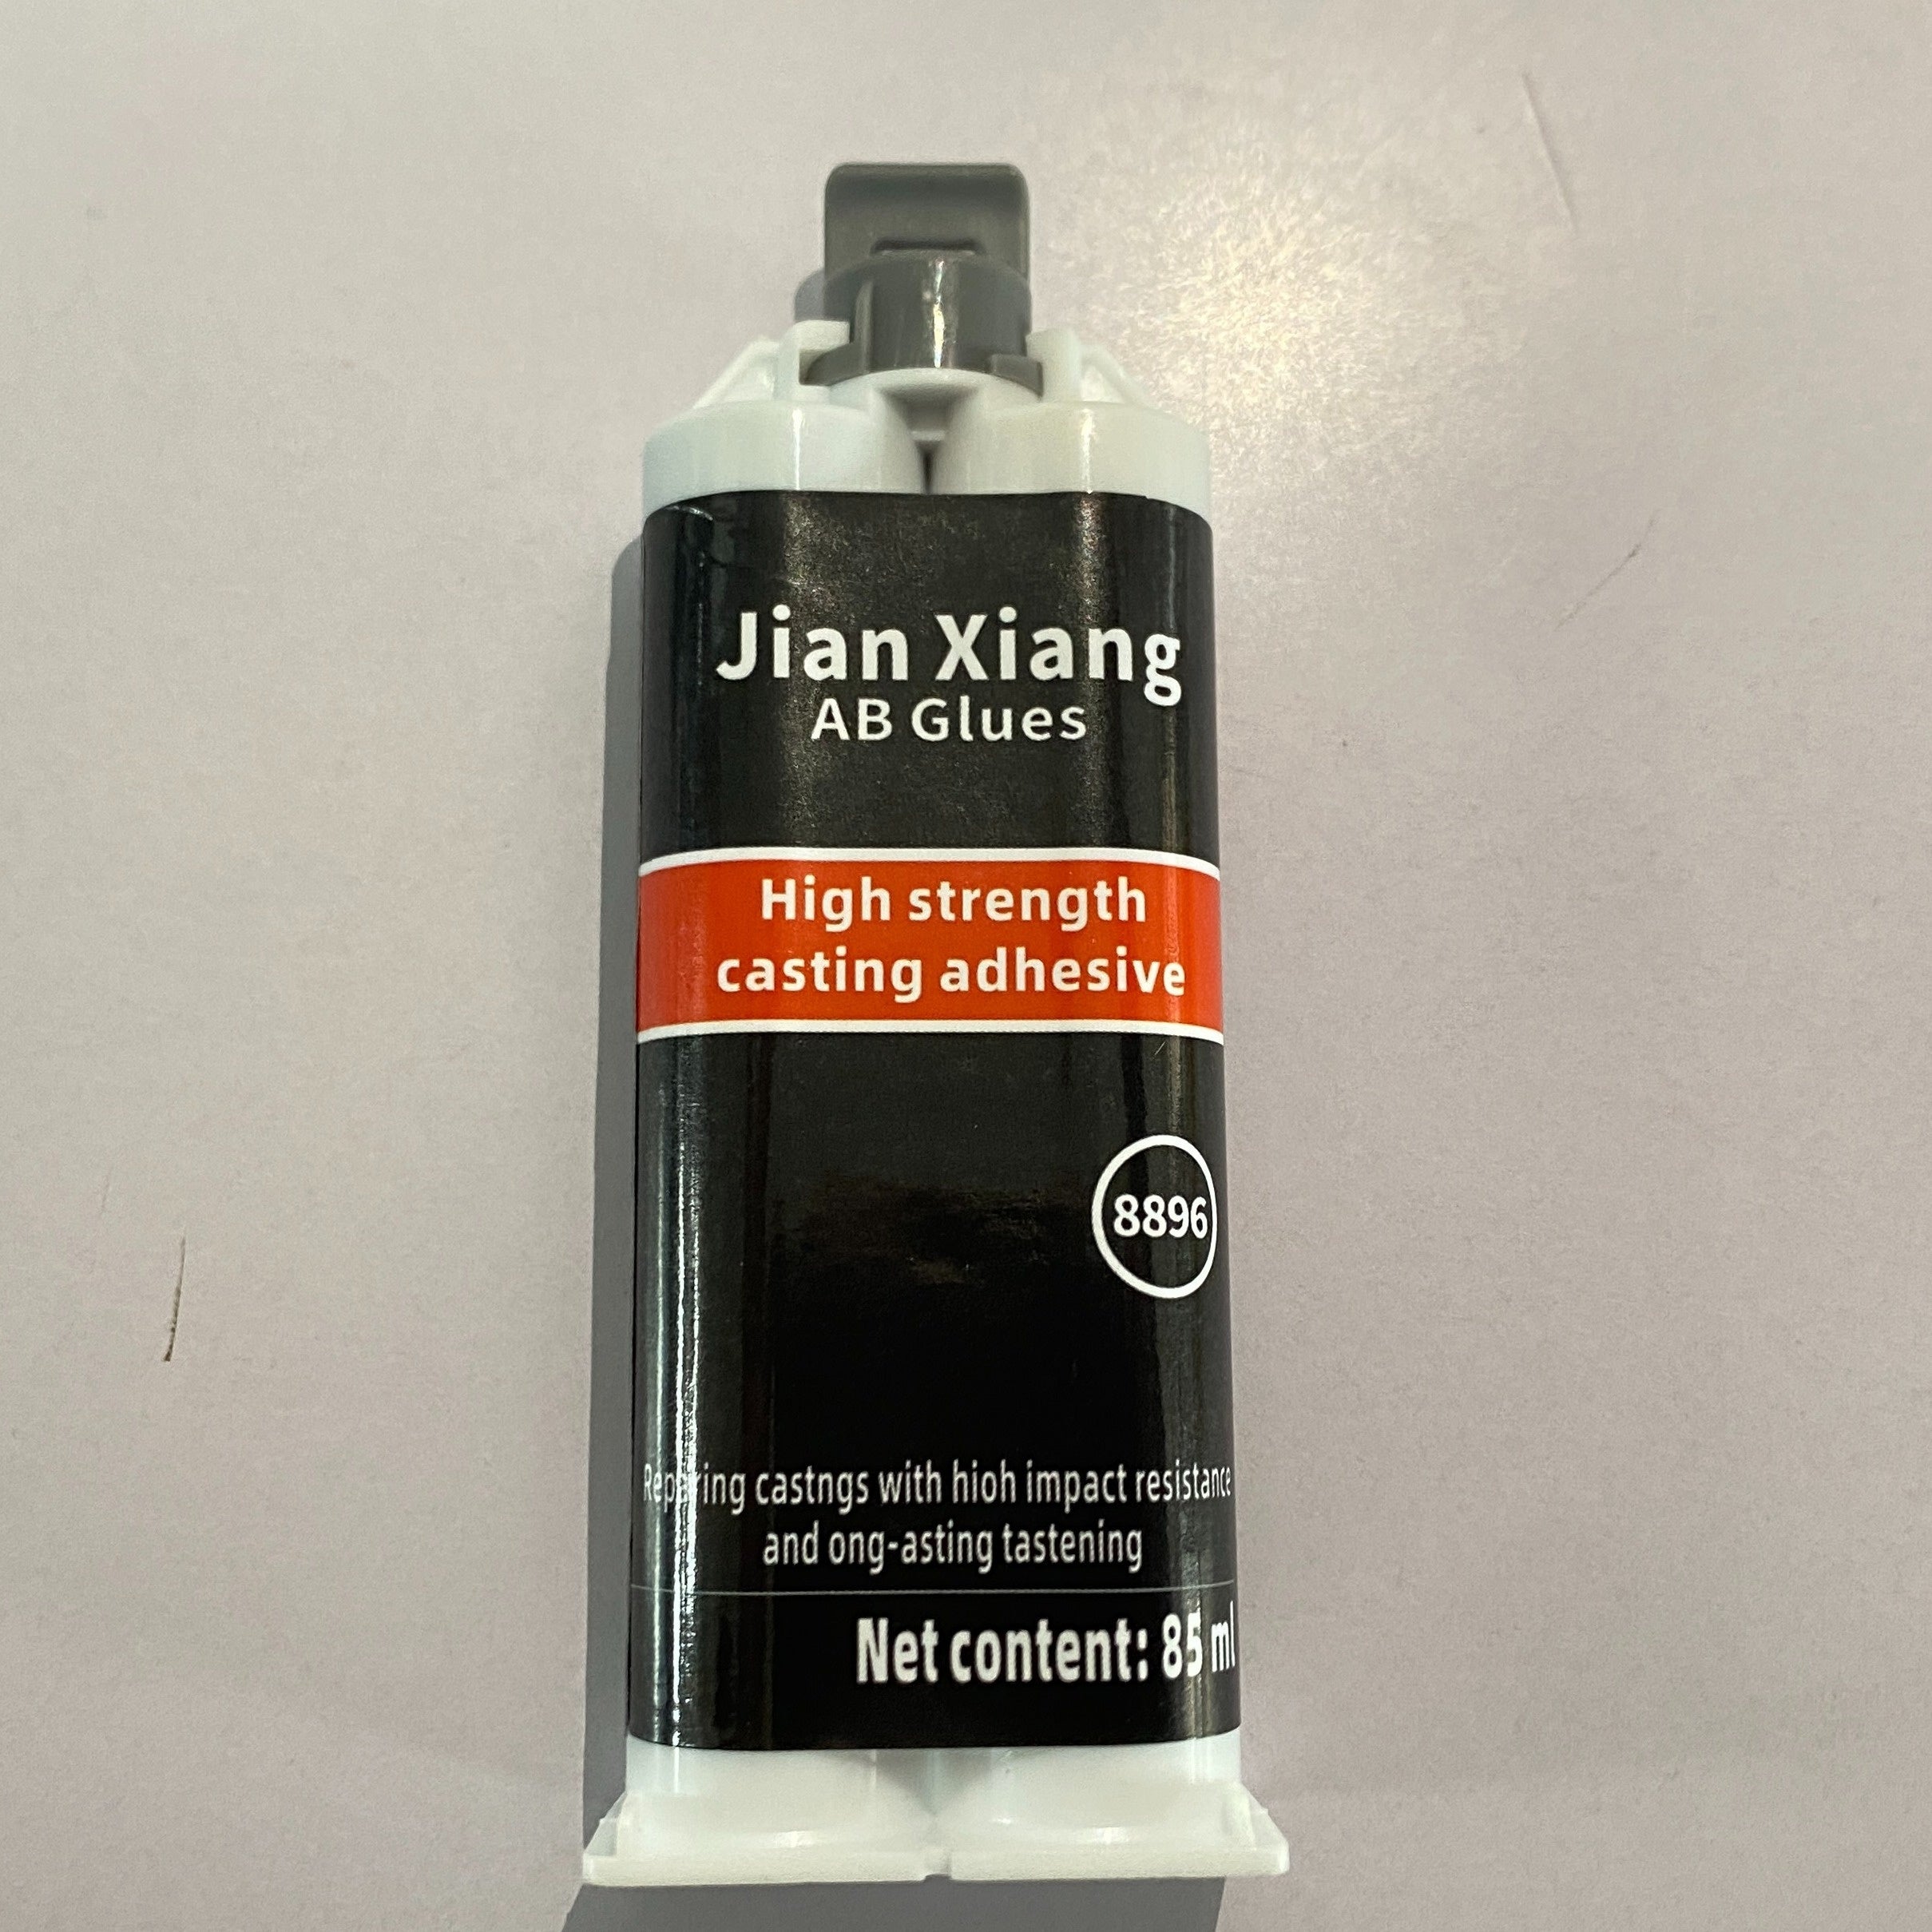 Jian Xiang
AB Glues
High strength
casting adhesive
8896
Repairing castngs with hioh impact resistance
and ong-asting tastening
Net content: 85 ml